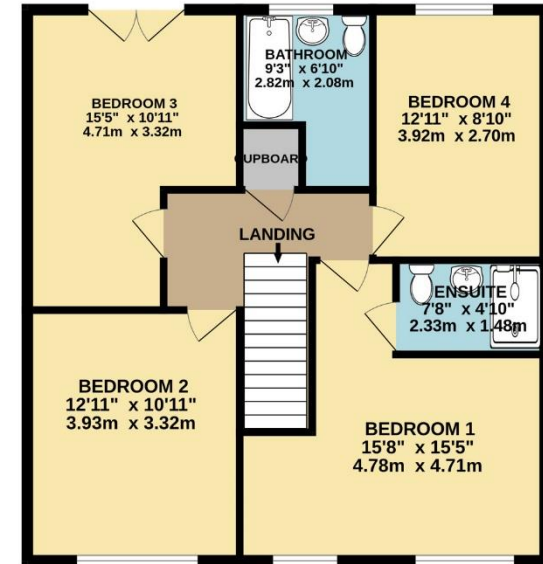 BATHROOM
9'3" x 6'10"
2.82m x 2.08m
BEDROOM 3
15'5" x 10'11"
4.71m x 3.32m
BEDROOM 4
12'11" x 8'10"
3.92m x 2.70m
CUPBOARD
LANDING
ENSUITE
7'8" x 4'10"
2.33m x 1.48m
BEDROOM 2
12'11" x 10'11"
3.93m x 3.32m
BEDROOM 1
15'8" x 15'5"
4.78m x 4.71m